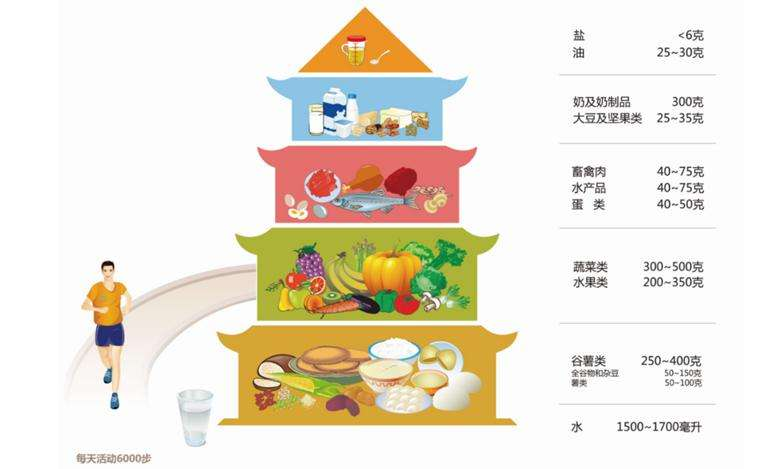 盐 <6克
油 25~30克
奶及奶制品 300克
大豆及坚果类 25~35克
畜禽肉 40~75克
水产品 40~75克
蛋 类 40~50克
蔬菜类 300~500克
水果类 200~350克
谷薯类 250~400克
全谷物和杂豆 50~150克
薯类 50~100克
水 1500~1700毫升
每天活动6000步